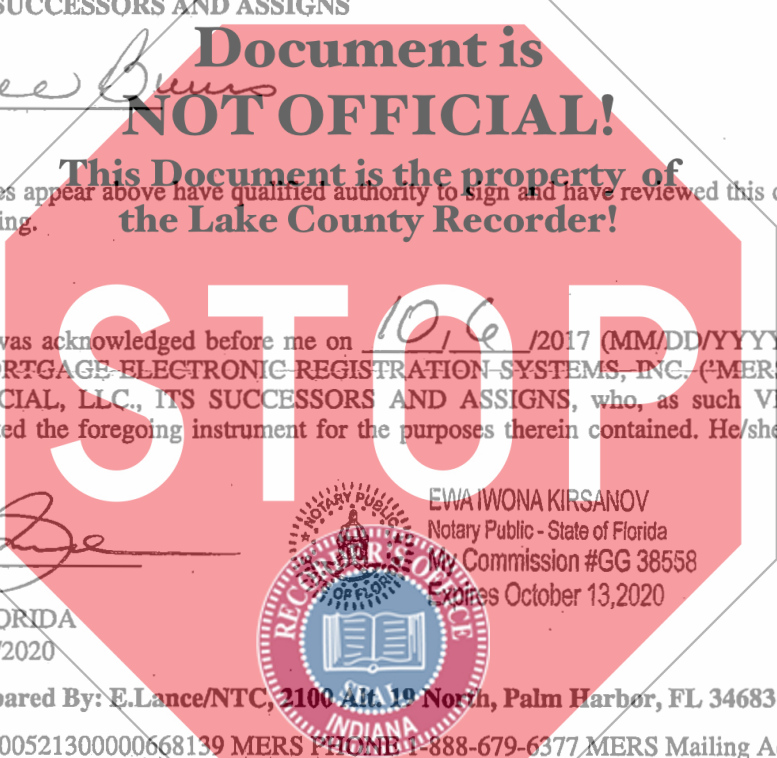 SUCCESSORS AND ASSIGNS
Document is
NOT OFFICIAL!
This Document is the property of
es appear above have qualified authority to sign and have reviewed this
ing.
the Lake County Recorder!
STOP
was acknowledged before me on 10 / 6 /2017 (MM/DD/YYYY
RTGAGE ELECTRONIC REGISTRATION SYSTEMS, INC. ("MERS
CIAL, LLC., ITS SUCCESSORS AND ASSIGNS, who, as such
ted the foregoing instrument for the purposes therein contained. He/she
NOTARY PUBLIC
OF FLORI
EWA IWONA KIRSANOV
Notary Public - State of Florida
My Commission #GG 38558
Expires October 13,2020
RECORDER'S OFFICE
SEAL
INDIANA
ORIDA
/2020
pared By: E.Lance/NTC, 2100 Alt. 19 North, Palm Harbor, FL 34683
00521300000668139 MERS PHONE 1-888-679-6377 MERS Mailing